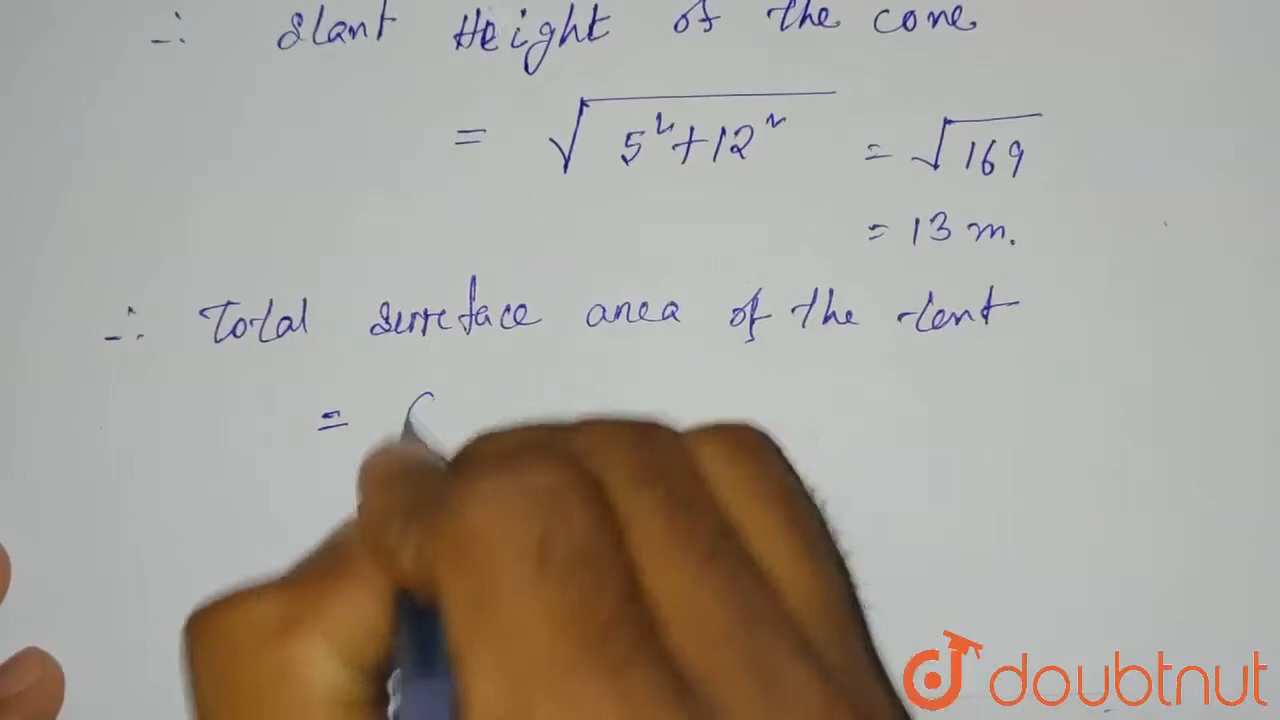 ∴ Slant Height of the cone
= √(5²+12²) = √169
= 13 m.
∴ Total surface area of the tent
= (
doubtnut